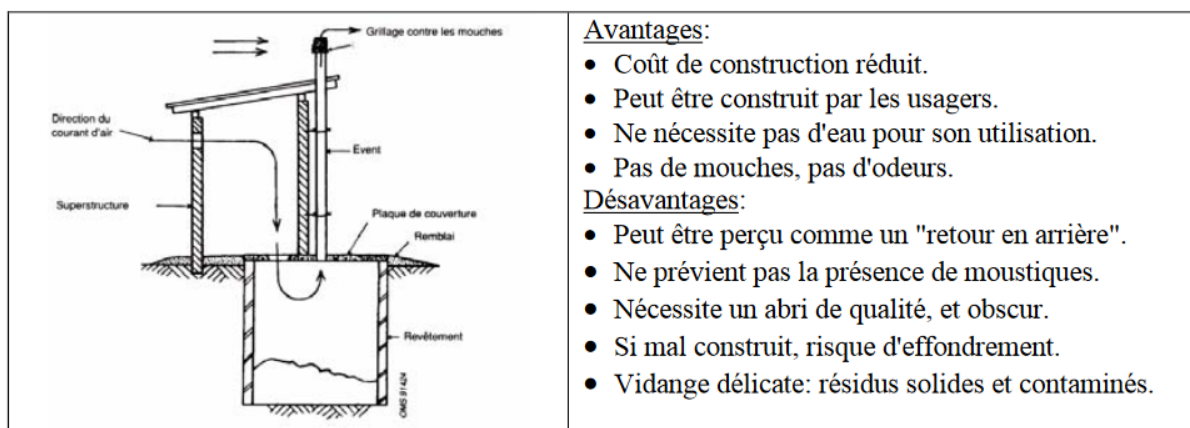 Grillage contre les mouches
Direction du
courant d'air
Event
Superstructure
Plaque de couverture
Remblai
Revêtement
OMS 91424
Avantages:
• Coût de construction réduit.
• Peut être construit par les usagers.
• Ne nécessite pas d'eau pour son utilisation.
• Pas de mouches, pas d'odeurs.
Désavantages:
• Peut être perçu comme un "retour en arrière".
• Ne prévient pas la présence de moustiques.
• Nécessite un abri de qualité, et obscur.
• Si mal construit, risque d'effondrement.
• Vidange délicate: résidus solides et contaminés.